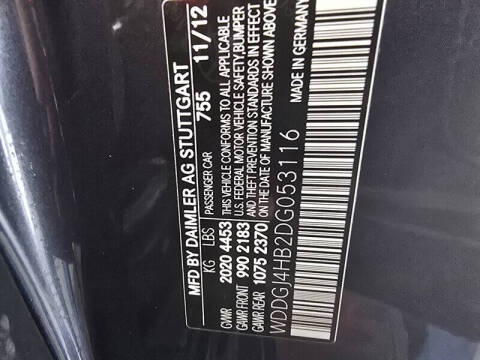 MFD BY DAIMLER AG STUTTGART
755 11/12
KG LBS PASSENGER CAR
GVWR 2020 4453 THIS VEHICLE CONFORMS TO ALL APPLICABLE
GAWR FRONT 990 2183 U.S. FEDERAL MOTOR VEHICLE SAFETY, BUMPER
GAWR REAR 1075 2370 AND THEFT PREVENTION STANDARDS IN EFFECT
ON THE DATE OF MANUFACTURE
WDDGJ4HB2DG053116
MADE IN GERMANY